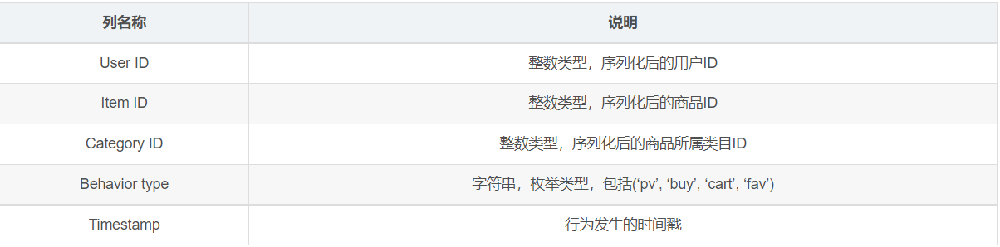 列名称 说明
User ID 整数类型，序列化后的用户ID
Item ID 整数类型，序列化后的商品ID
Category ID 整数类型，序列化后的商品所属类目ID
Behavior type 字符串，枚举类型，包括(‘pv’, ‘buy’, ‘cart’, ‘fav’)
Timestamp 行为发生的时间戳